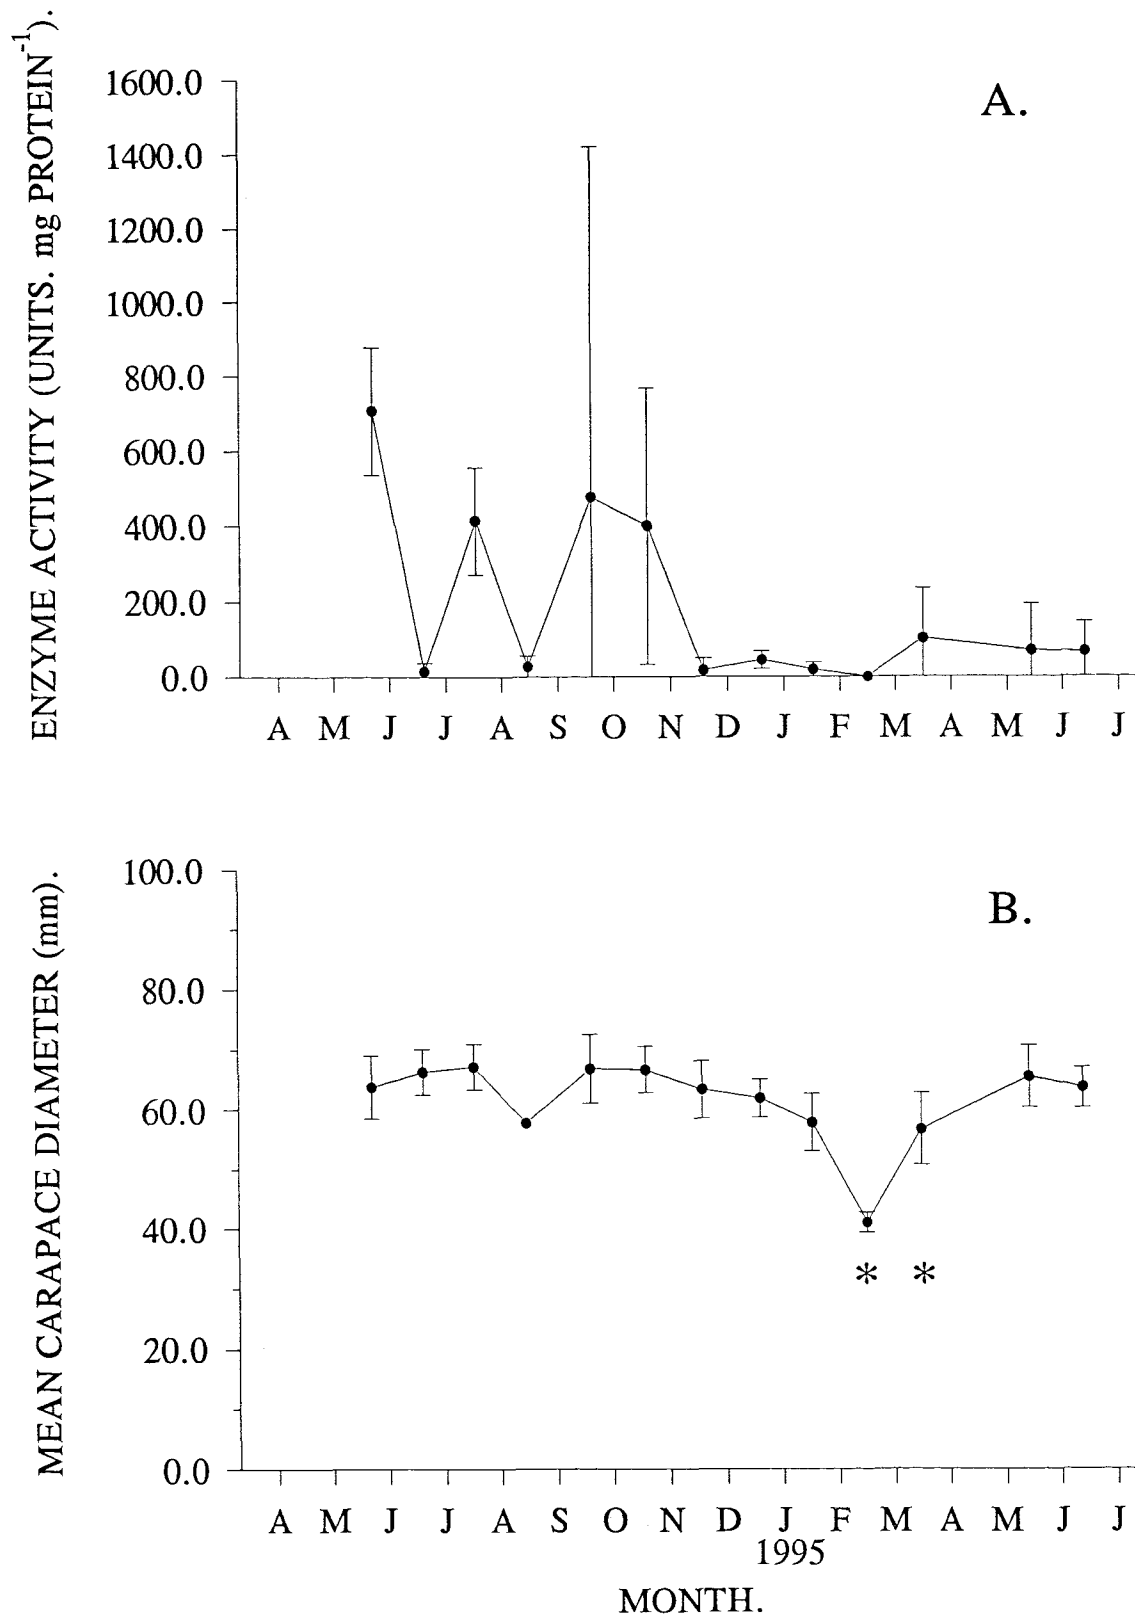 ENZYME ACTIVITY (UNITS. mg PROTEIN-1).
A.
1600.0
1400.0
1200.0
1000.0
800.0
600.0
400.0
200.0
0.0
A M J J A S O N D J F M A M J J
MEAN CARAPACE DIAMETER (mm).
B.
100.0
80.0
60.0
40.0
* *
20.0
0.0
A M J J A S O N D J F M A M J J
1995
MONTH.